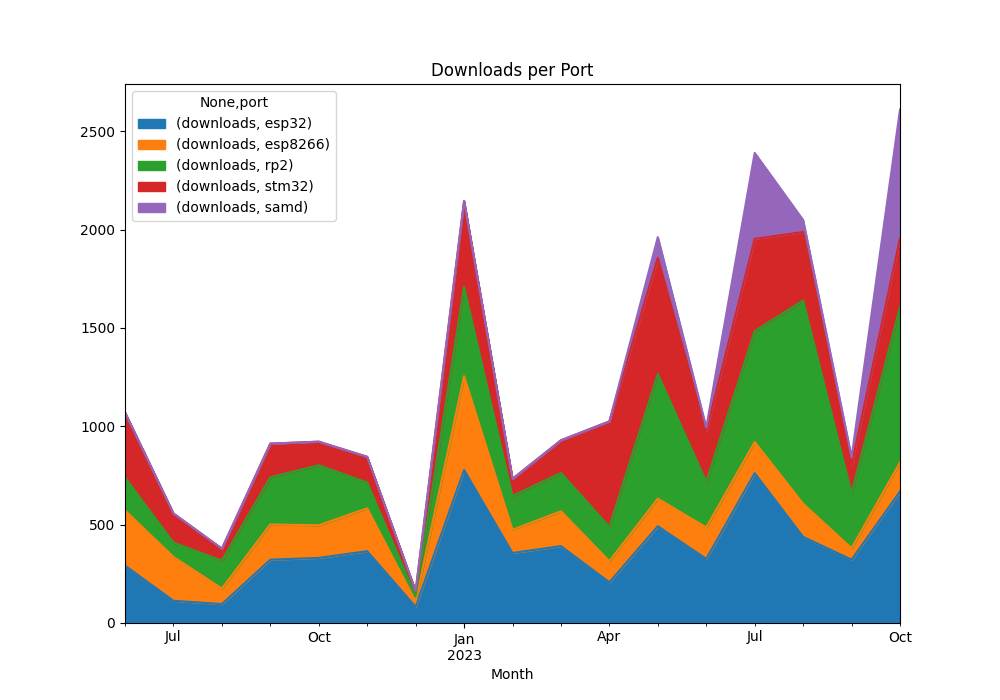 Downloads per Port
None,port
(downloads, esp32)
(downloads, esp8266)
(downloads, rp2)
(downloads, stm32)
(downloads, samd)
2500
2000
1500
1000
500
0
Jul
Oct
Jan
2023
Apr
Jul
Oct
Month